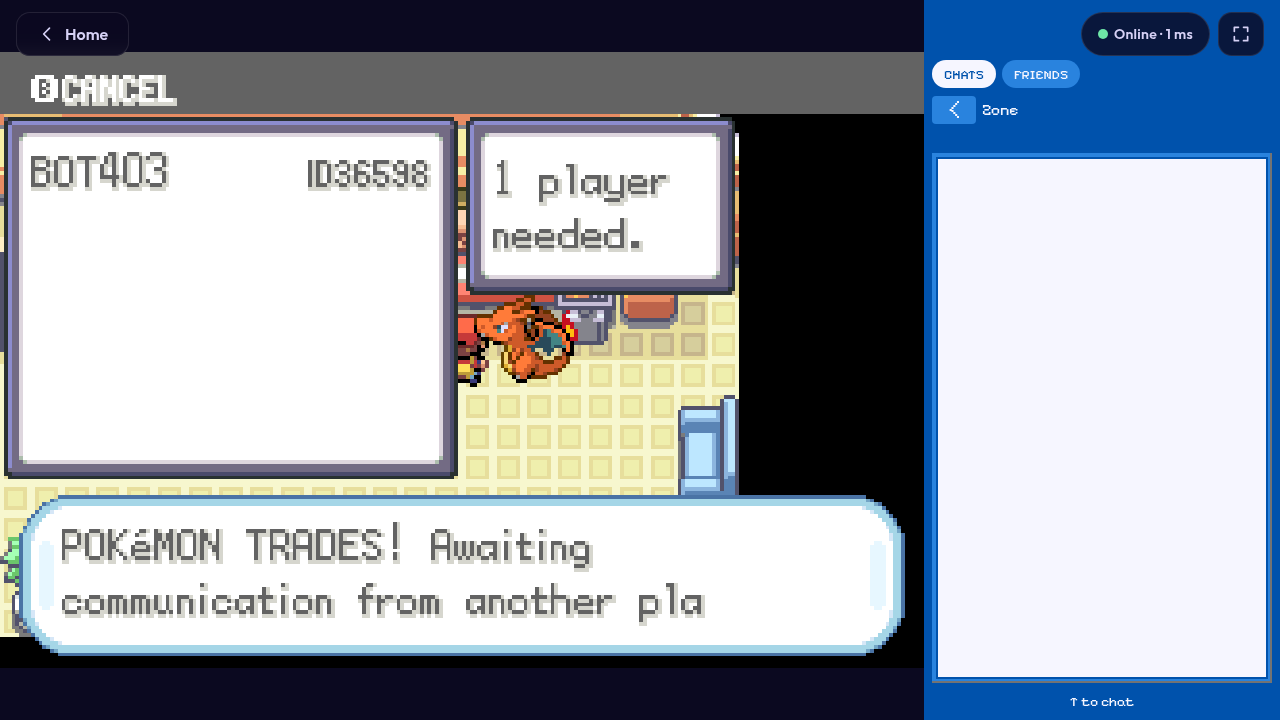 Home
Online · 1 ms
B CANCEL
CHATS
FRIENDS
Zone
BOT403
ID36598
1 player
needed.
POKéMON TRADES! Awaiting
communication from another pla
↑ to chat